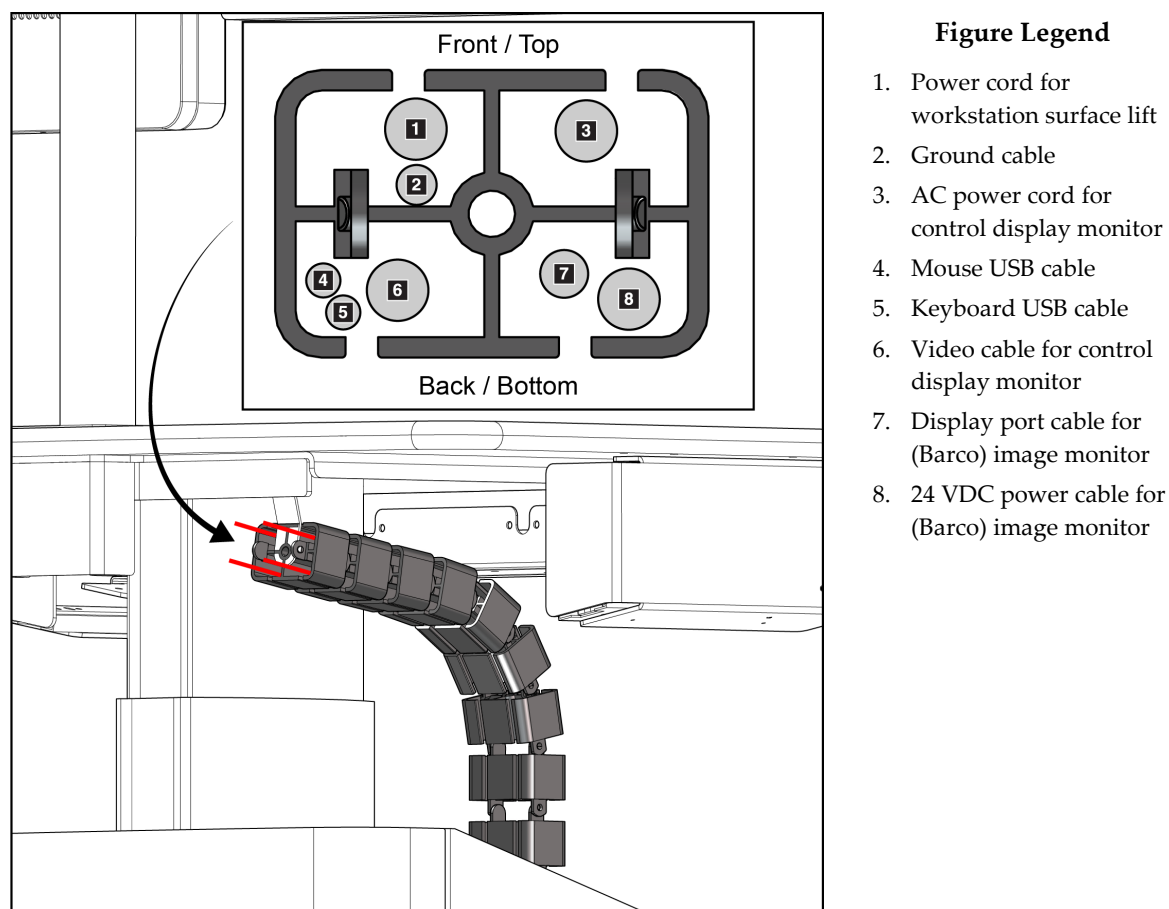 Front / Top
1
3
2
7
4
6
8
5
Back / Bottom
Figure Legend
1. Power cord for
workstation surface lift
2. Ground cable
3. AC power cord for
control display monitor
4. Mouse USB cable
5. Keyboard USB cable
6. Video cable for control
display monitor
7. Display port cable for
(Barco) image monitor
8. 24 VDC power cable for
(Barco) image monitor